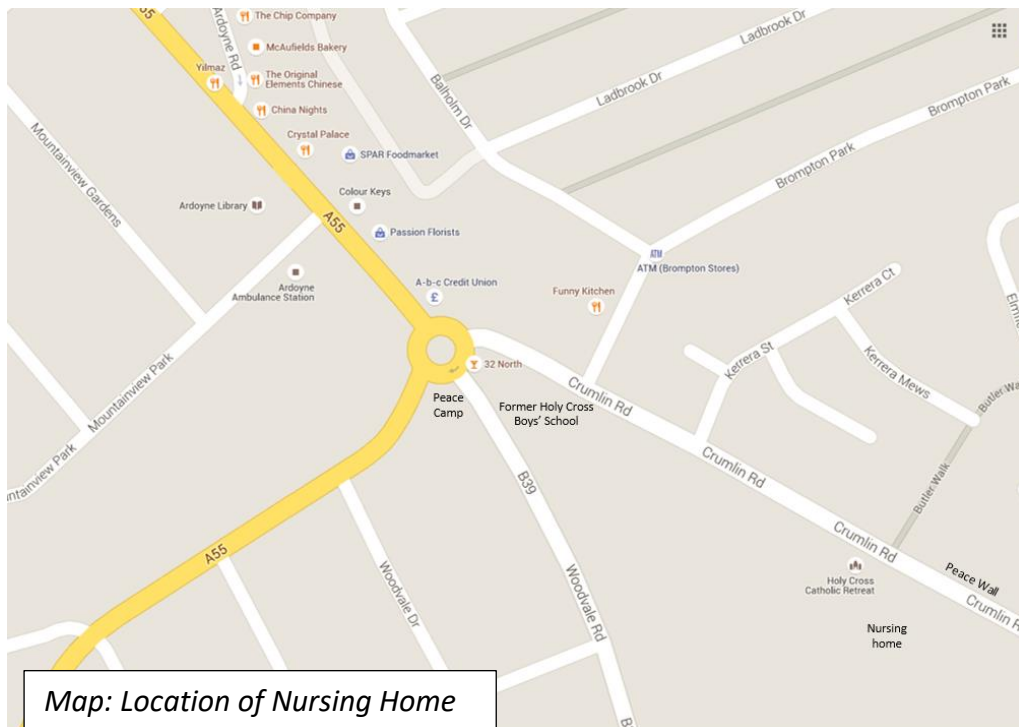 A55
Ardoyne Rd
The Chip Company
McAufields Bakery
Yilmaz
The Original
Elements Chinese
China Nights
Crystal Palace
SPAR Foodmarket
Colour Keys
Ardoyne Library
A55
Passion Florists
Ardoyne
Ambulance Station
A-b-c Credit Union
£
Mountainview Gardens
Mountainview Park
Mountainview Park
Balholm Dr
Ladbrook Dr
Ladbrook Dr
Brompton Park
Brompton Park
ATM
ATM (Brompton Stores)
Funny Kitchen
32 North
Peace
Camp
Former Holy Cross
Boys’ School
Crumlin Rd
Kerrera Ct
Kerrera St
Kerrera Mews
Butler Walk
Crumlin Rd
Peace Wall
Holy Cross
Catholic Retreat
Nursing
home
B39
Woodvale Rd
Woodvale Dr
A55
Map: Location of Nursing Home